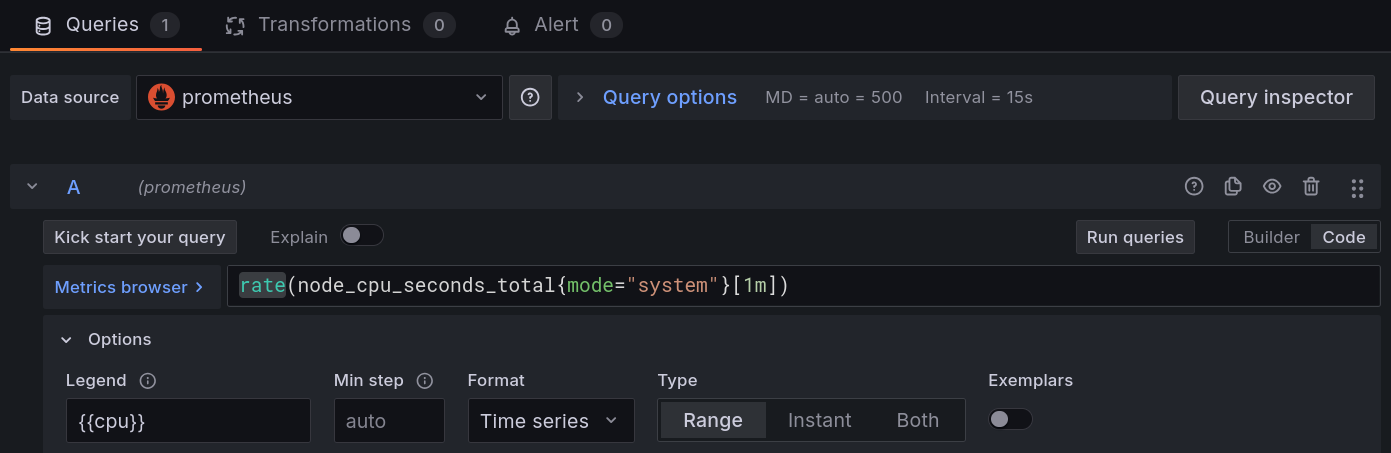 Queries 1 Transformations 0 Alert 0
Data source prometheus Query options MD = auto = 500 Interval = 15s Query inspector
A (prometheus)
Kick start your query Explain Run queries Builder Code
Metrics browser > rate(node_cpu_seconds_total{mode="system"}[1m])
Options
Legend Min step Format Type Exemplars
{{cpu}} auto Time series Range Instant Both